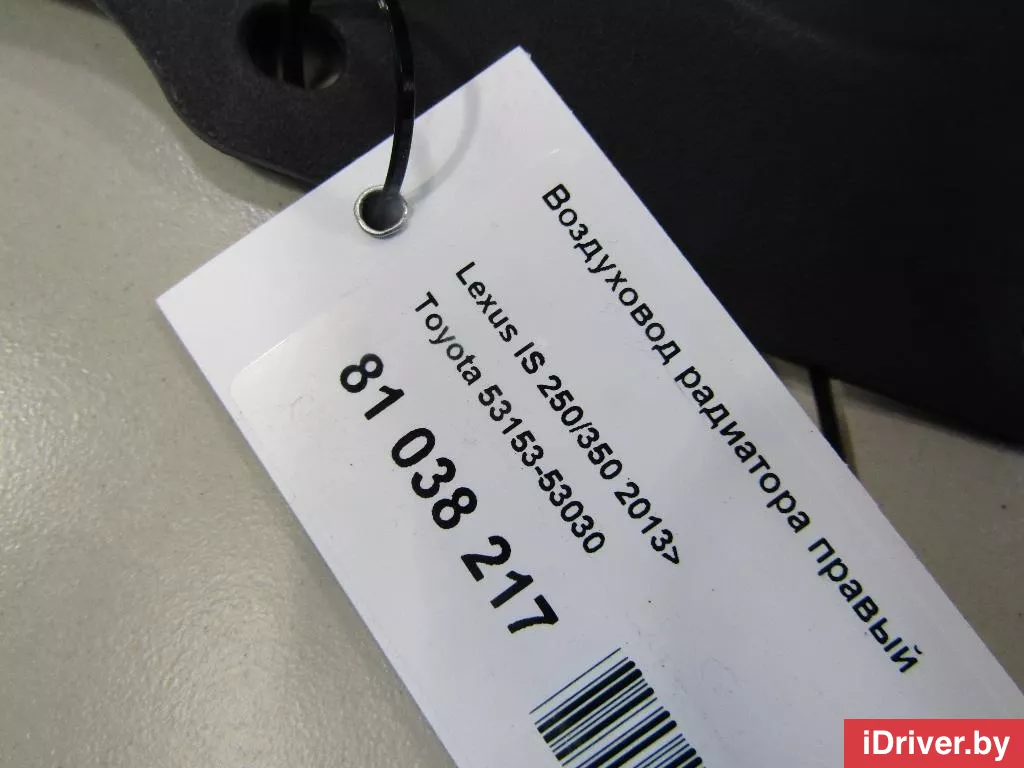 Воздуховод радиатора правый
Lexus IS 250/350 2013>
Toyota 53153-53030
81 038 217
iDriver.by